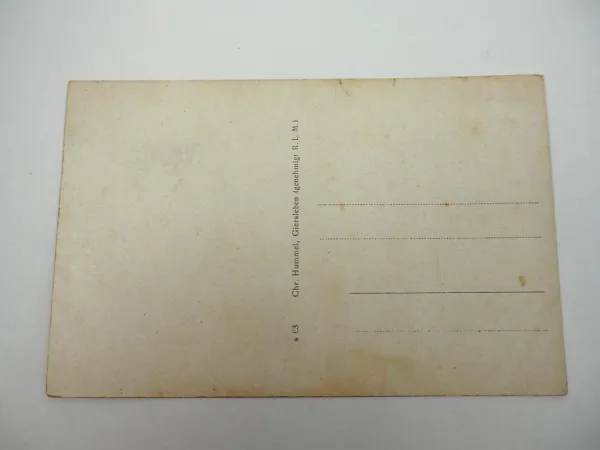 * 63 Chr. Hummel, Giersleben (genehmigt R. L. M.)